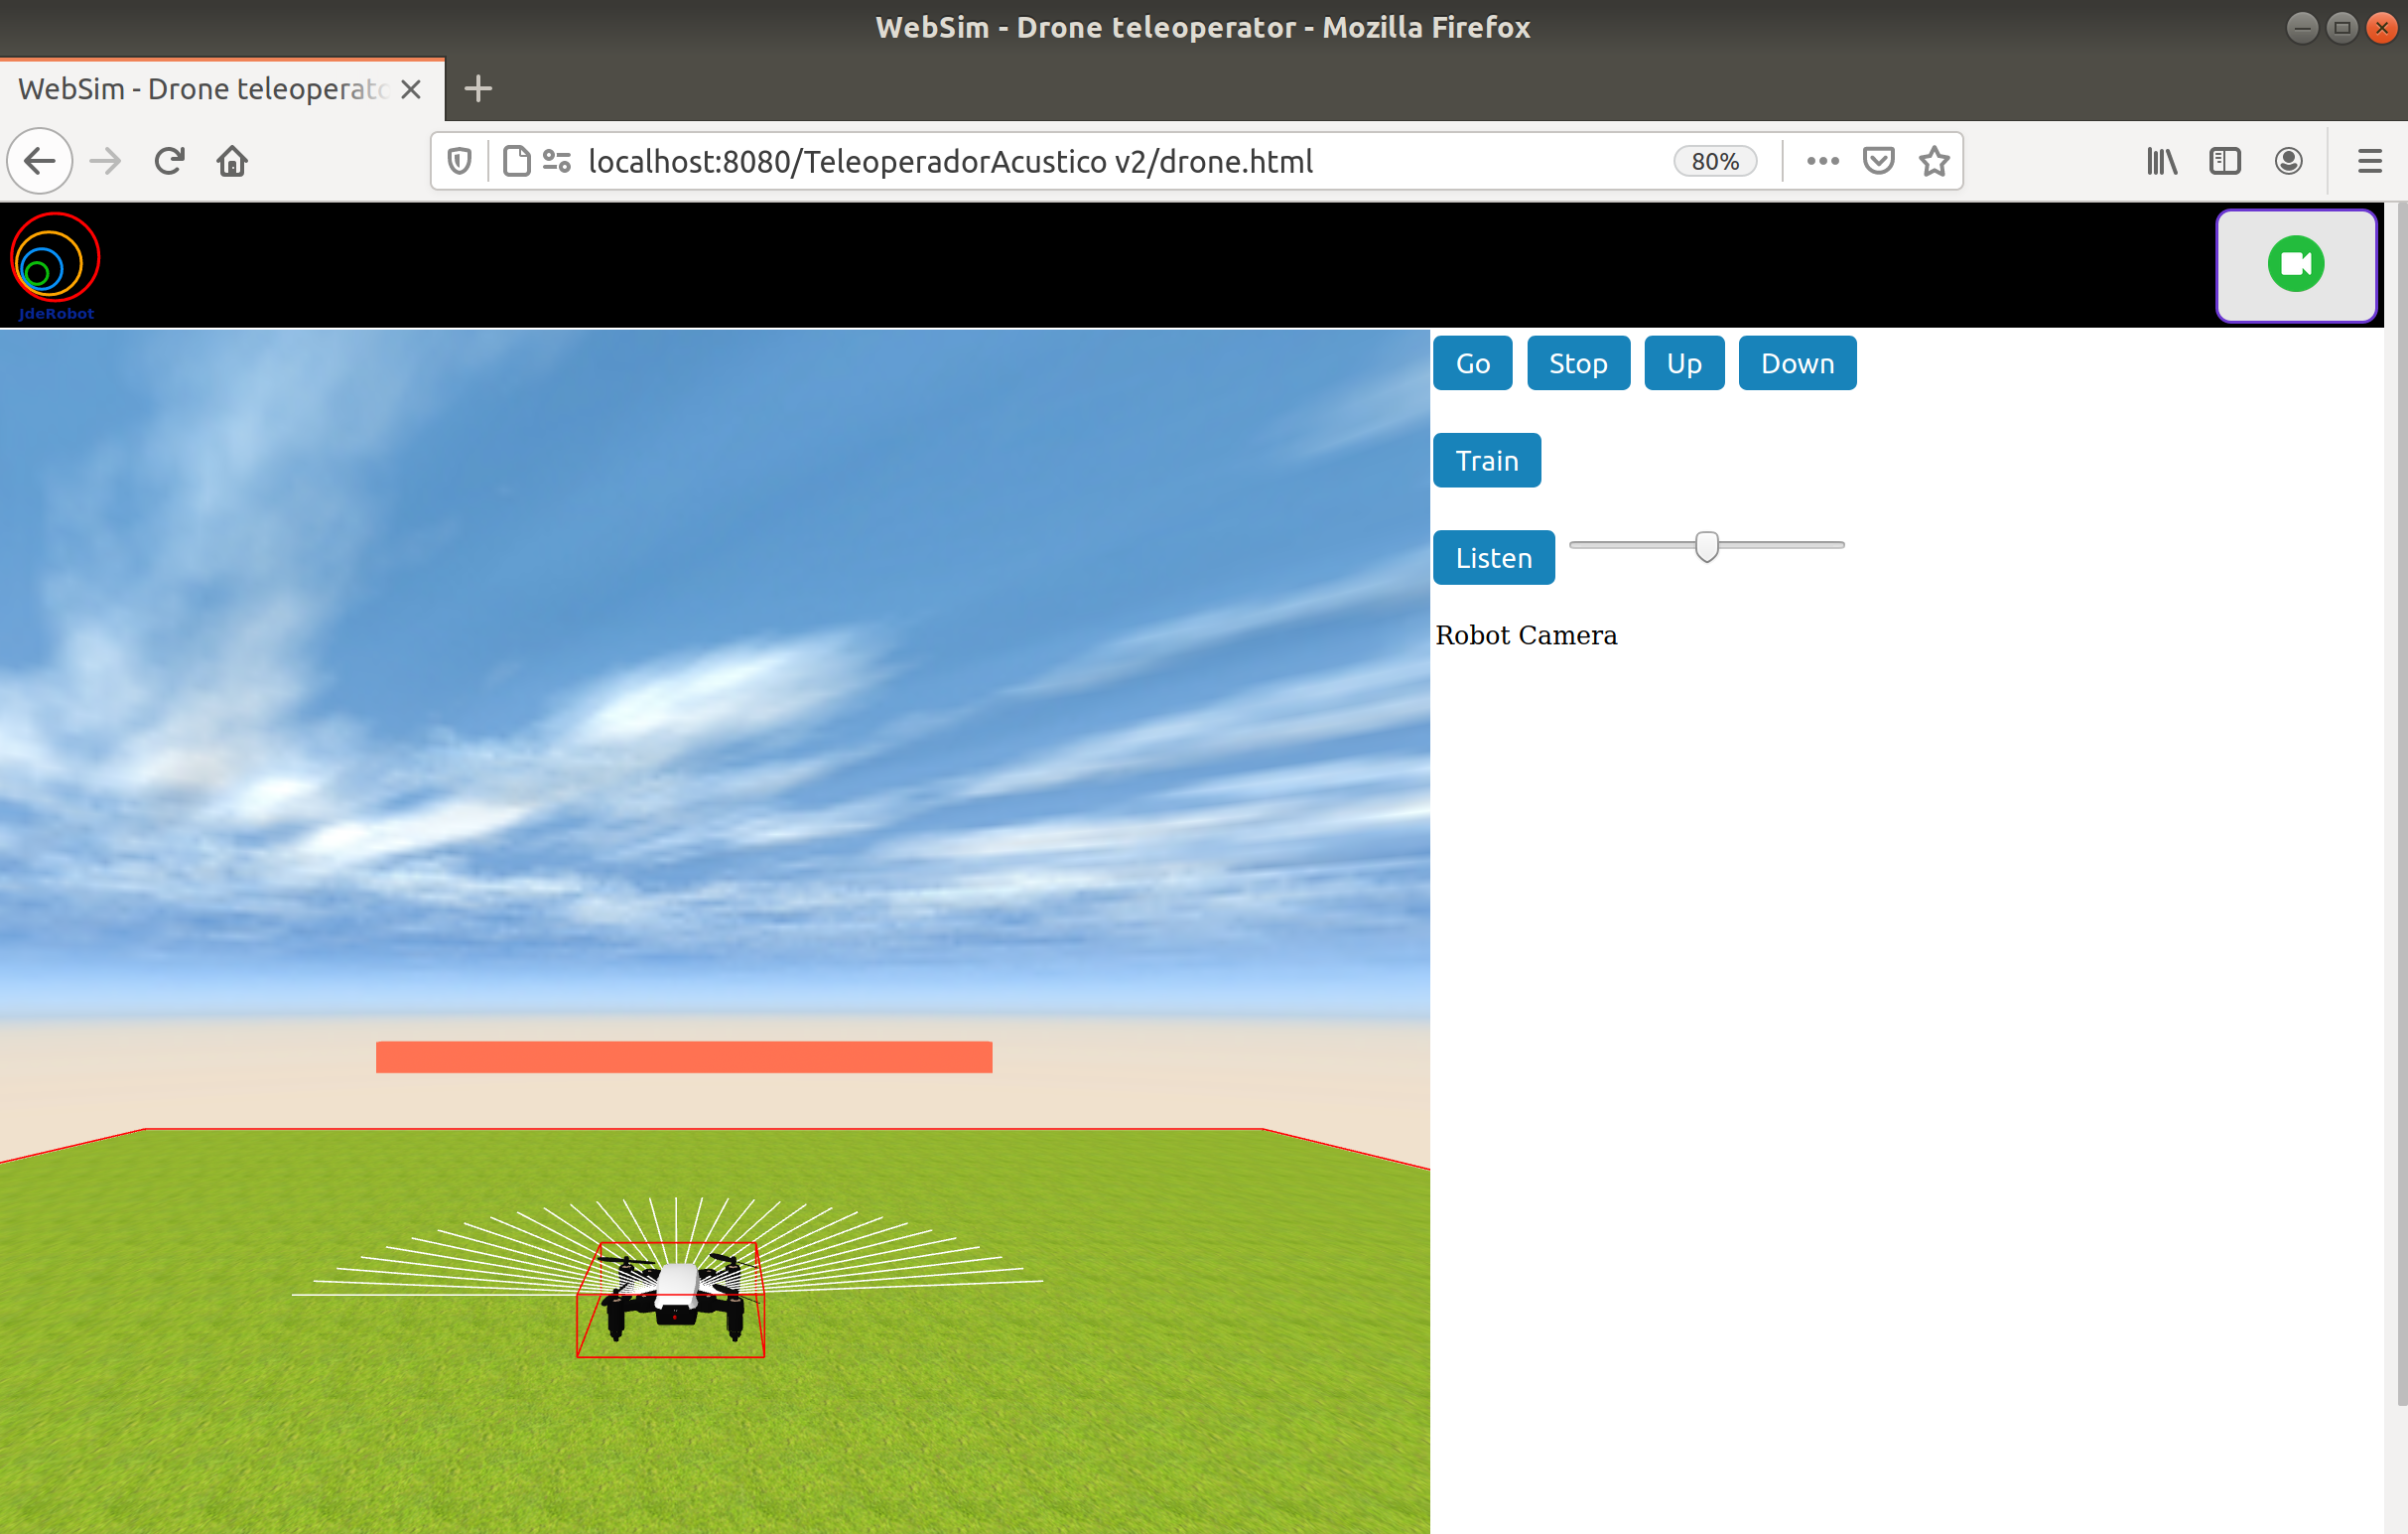 WebSim - Drone teleoperator - Mozilla Firefox
WebSim - Drone teleoperato
localhost:8080/TeleoperadorAcustico v2/drone.html 80%
JdeRobot
Go Stop Up Down
Train
Listen
Robot Camera